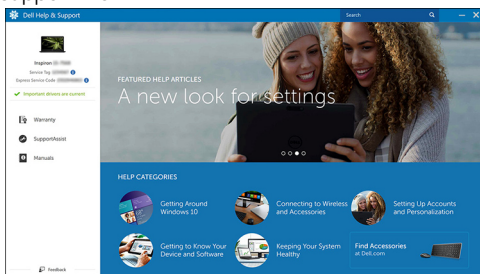 Dell Help & Support
Search
Inspiron
Service Tag
Express Service Code
Important drivers are current
Warranty
SupportAssist
Manuals
Feedback
FEATURED HELP ARTICLES
A new look for settings
HELP CATEGORIES
Getting Around
Windows 10
Connecting to Wireless
and Accessories
Setting Up Accounts
and Personalization
Getting to Know Your
Device and Software
Keeping Your System
Healthy
Find Accessories
at Dell.com